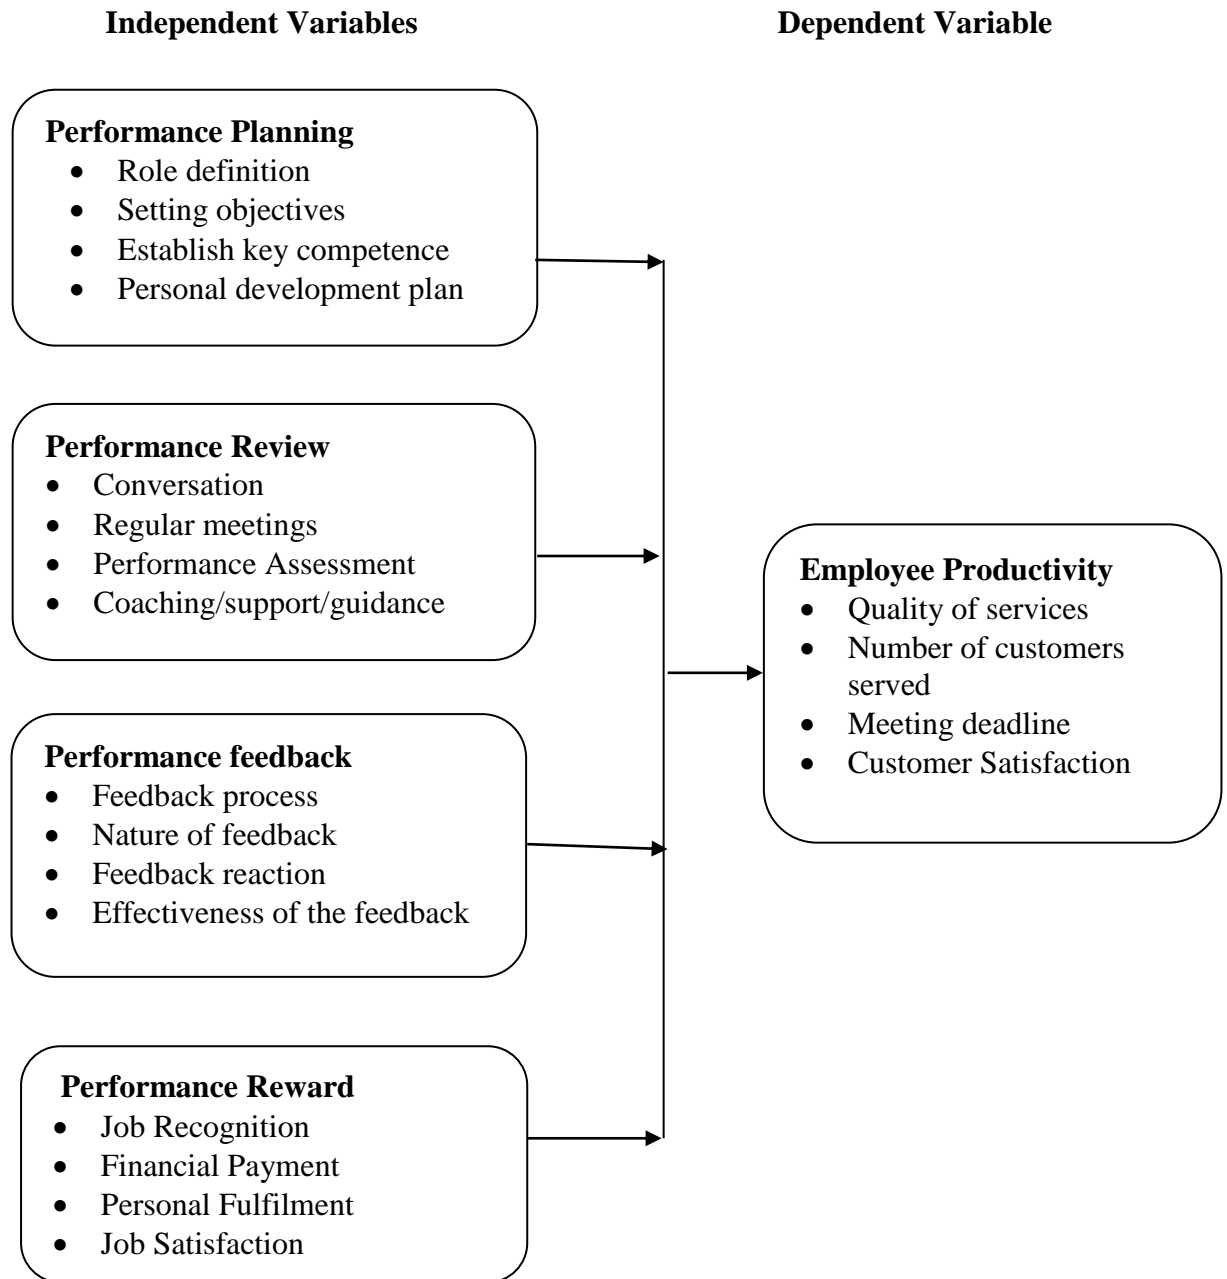 Independent Variables
Dependent Variable
Performance Planning
• Role definition
• Setting objectives
• Establish key competence
• Personal development plan
Performance Review
• Conversation
• Regular meetings
• Performance Assessment
• Coaching/support/guidance
Performance feedback
• Feedback process
• Nature of feedback
• Feedback reaction
• Effectiveness of the feedback
Performance Reward
• Job Recognition
• Financial Payment
• Personal Fulfilment
• Job Satisfaction
Employee Productivity
• Quality of services
• Number of customers
served
• Meeting deadline
• Customer Satisfaction